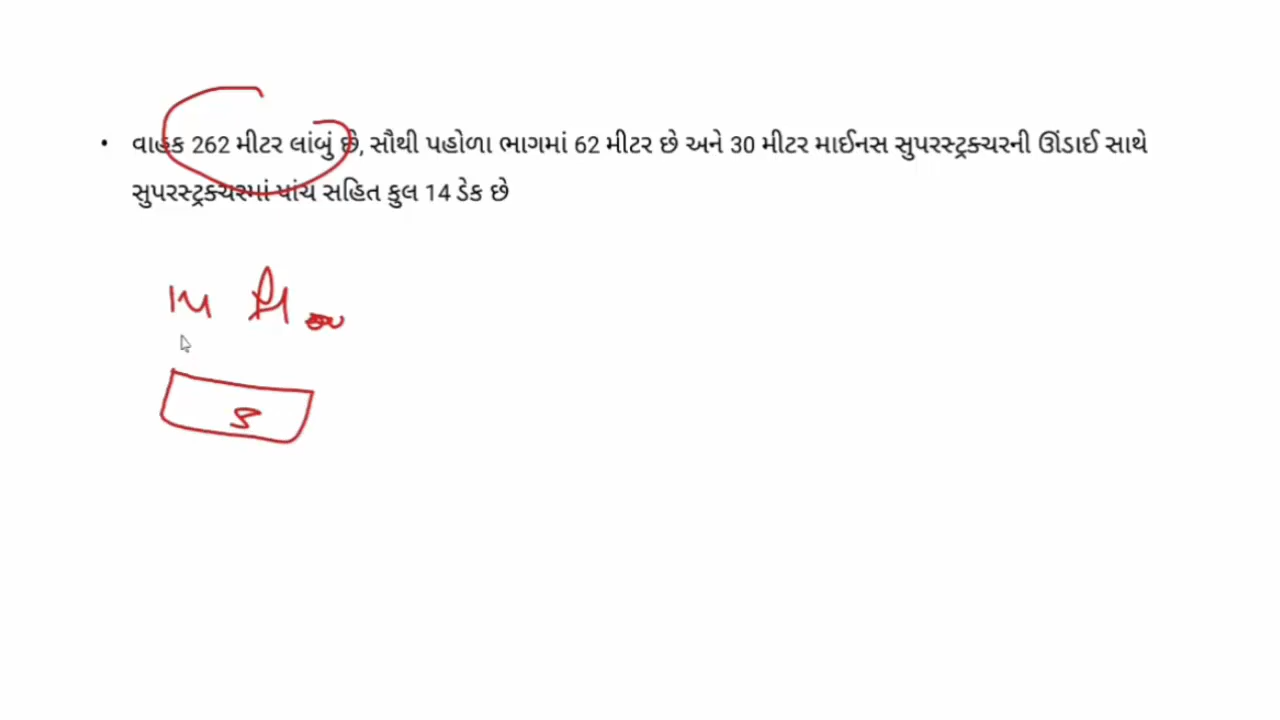 • વાહક 262 મીટર લાંબું છે, સૌથી પહોળા ભાગમાં 62 મીટર છે અને 30 મીટર માઈનસ સુપરસ્ટ્રક્ચરની ઊંડાઈ સાથે
સુપરસ્ટ્રક્ચરમાં પાંચ સહિત કુલ 14 ડેક છે
14